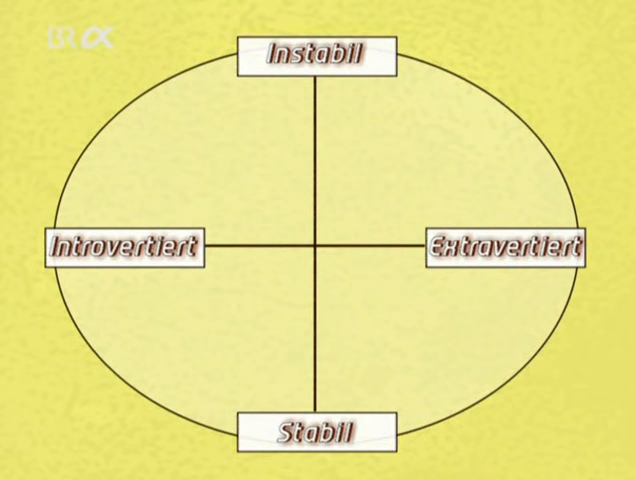 BR α
Instabil
Introvertiert
Extravertiert
Stabil